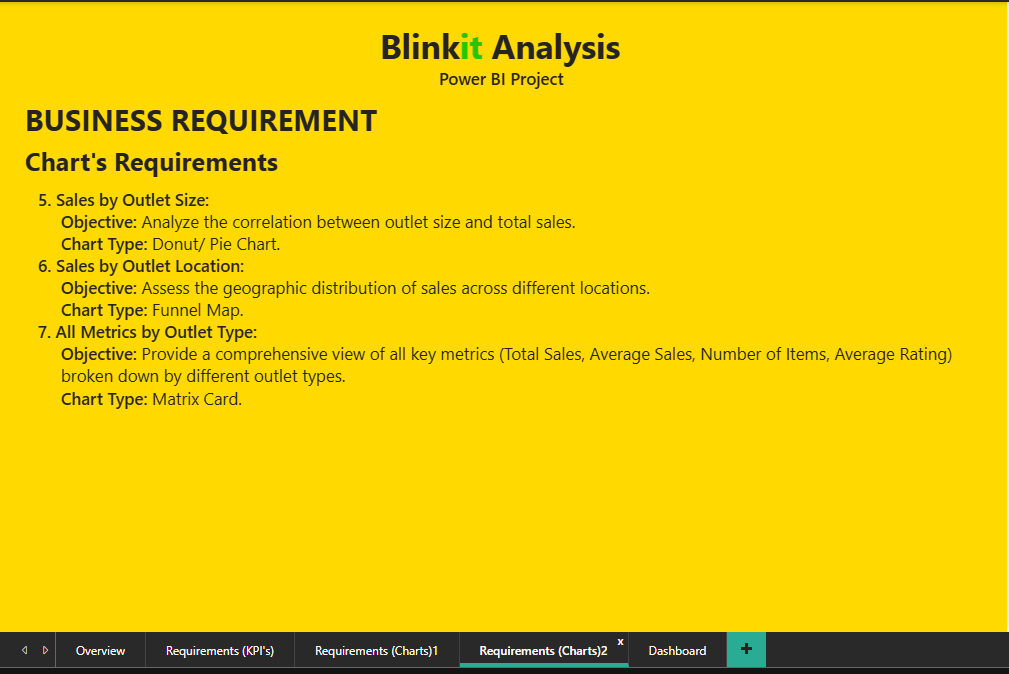 Blinkit Analysis
Power BI Project
BUSINESS REQUIREMENT
Chart's Requirements
5. Sales by Outlet Size:
Objective: Analyze the correlation between outlet size and total sales.
Chart Type: Donut/ Pie Chart.
6. Sales by Outlet Location:
Objective: Assess the geographic distribution of sales across different locations.
Chart Type: Funnel Map.
7. All Metrics by Outlet Type:
Objective: Provide a comprehensive view of all key metrics (Total Sales, Average Sales, Number of Items, Average Rating)
broken down by different outlet types.
Chart Type: Matrix Card.
Overview Requirements (KPI's) Requirements (Charts)1 Requirements (Charts)2 x Dashboard +